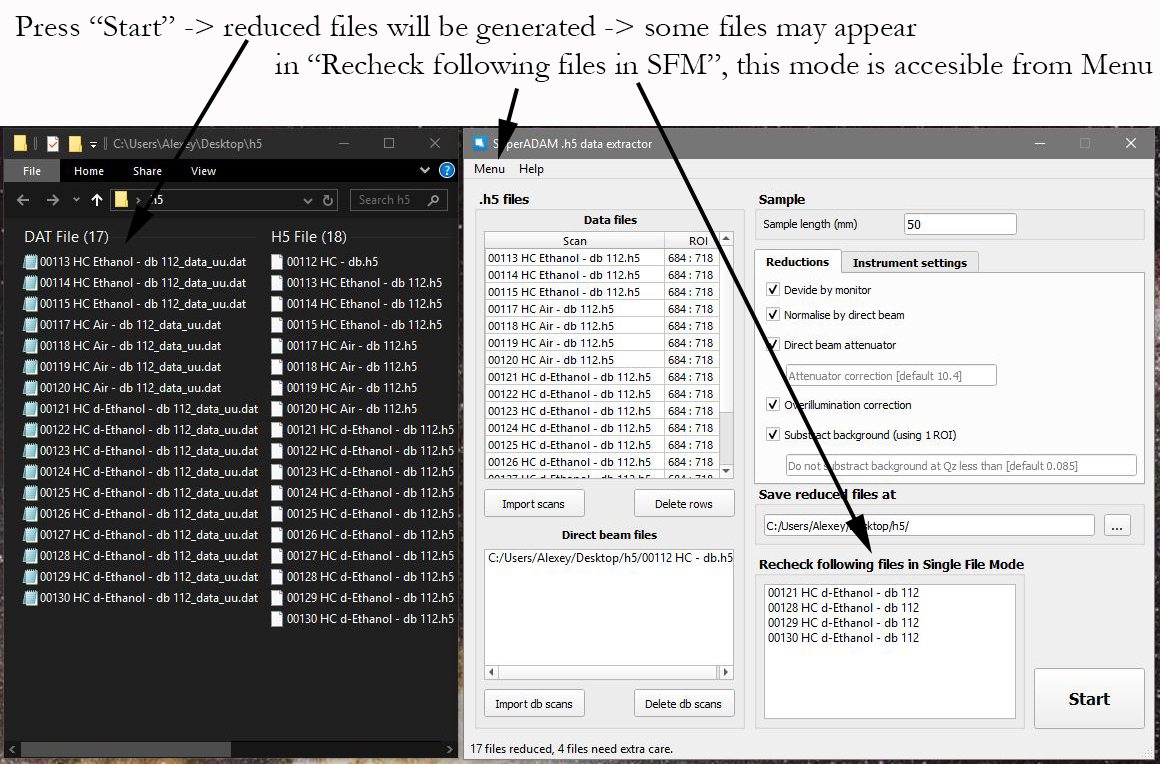 Press “Start” -> reduced files will be generated -> some files may appear
in “Recheck following files in SFM”, this mode is accesible from Menu
C:\Users\Alexey\Desktop\h5
File Home Share View
h5
Search h5
DAT File (17)
00113 HC Ethanol - db 112_data_uu.dat
00114 HC Ethanol - db 112_data_uu.dat
00115 HC Ethanol - db 112_data_uu.dat
00117 HC Air - db 112_data_uu.dat
00118 HC Air - db 112_data_uu.dat
00119 HC Air - db 112_data_uu.dat
00120 HC Air - db 112_data_uu.dat
00121 HC d-Ethanol - db 112_data_uu.dat
00122 HC d-Ethanol - db 112_data_uu.dat
00123 HC d-Ethanol - db 112_data_uu.dat
00124 HC d-Ethanol - db 112_data_uu.dat
00125 HC d-Ethanol - db 112_data_uu.dat
00126 HC d-Ethanol - db 112_data_uu.dat
00127 HC d-Ethanol - db 112_data_uu.dat
00128 HC d-Ethanol - db 112_data_uu.dat
00129 HC d-Ethanol - db 112_data_uu.dat
00130 HC d-Ethanol - db 112_data_uu.dat
H5 File (18)
00112 HC - db.h5
00113 HC Ethanol - db 112.h5
00114 HC Ethanol - db 112.h5
00115 HC Ethanol - db 112.h5
00117 HC Air - db 112.h5
00118 HC Air - db 112.h5
00119 HC Air - db 112.h5
00120 HC Air - db 112.h5
00121 HC d-Ethanol - db 112.h5
00122 HC d-Ethanol - db 112.h5
00123 HC d-Ethanol - db 112.h5
00124 HC d-Ethanol - db 112.h5
00125 HC d-Ethanol - db 112.h5
00126 HC d-Ethanol - db 112.h5
00127 HC d-Ethanol - db 112.h5
00128 HC d-Ethanol - db 112.h5
00129 HC d-Ethanol - db 112.h5
00130 HC d-Ethanol - db 112.h5
SuperADAM .h5 data extractor
Menu Help
.h5 files
Data files
Scan ROI
00113 HC Ethanol - db 112.h5 684 : 718
00114 HC Ethanol - db 112.h5 684 : 718
00115 HC Ethanol - db 112.h5 684 : 718
00117 HC Air - db 112.h5 684 : 718
00118 HC Air - db 112.h5 684 : 718
00119 HC Air - db 112.h5 684 : 718
00120 HC Air - db 112.h5 684 : 718
00121 HC d-Ethanol - db 112.h5 684 : 718
00122 HC d-Ethanol - db 112.h5 684 : 718
00123 HC d-Ethanol - db 112.h5 684 : 718
00124 HC d-Ethanol - db 112.h5 684 : 718
00125 HC d-Ethanol - db 112.h5 684 : 718
00126 HC d-Ethanol - db 112.h5 684 : 718
00127 HC d-Ethanol - db 112.h5 684 : 718
Import scans Delete rows
Direct beam files
C:/Users/Alexey/Desktop/h5/00112 HC - db.h5
Import db scans Delete db scans
Sample
Sample length (mm) 50
Reductions Instrument settings
Devide by monitor
Normalise by direct beam
Direct beam attenuator
Attenuator correction [default 10.4]
Overillumination correction
Substract background (using 1 ROI)
Do not substract background at Qz less than [default 0.085]
Save reduced files at
C:/Users/Alexey/Desktop/h5/ ...
Recheck following files in Single File Mode
00121 HC d-Ethanol - db 112
00128 HC d-Ethanol - db 112
00129 HC d-Ethanol - db 112
00130 HC d-Ethanol - db 112
Start
17 files reduced, 4 files need extra care.